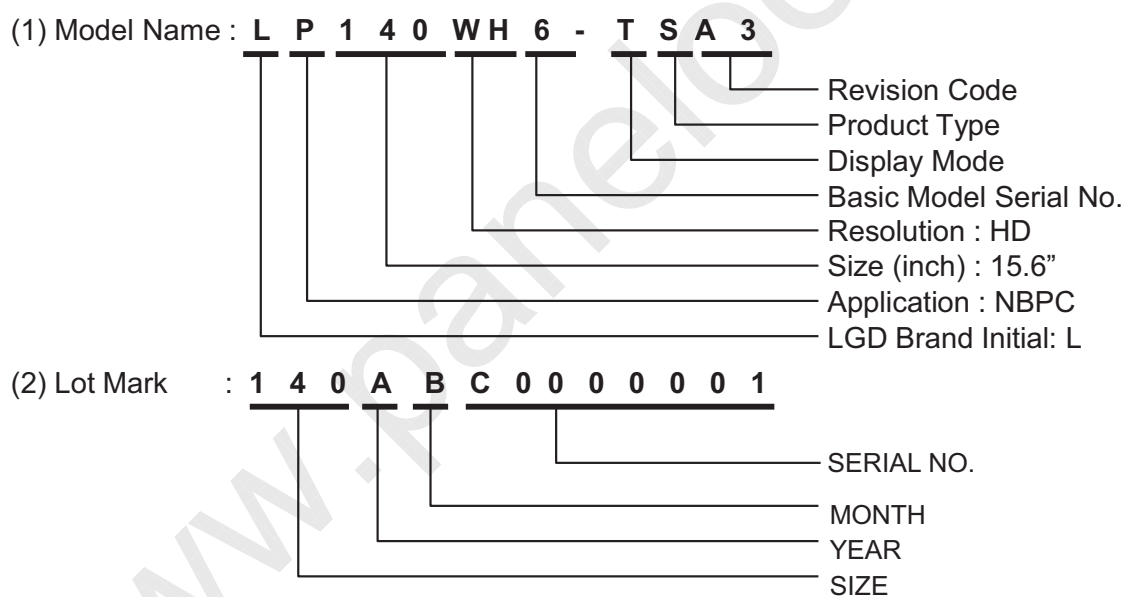 (1) Model Name : L P 1 4 0 W H 6 - T S A 3
Revision Code
Product Type
Display Mode
Basic Model Serial No.
Resolution : HD
Size (inch) : 15.6”
Application : NBPC
LGD Brand Initial: L
(2) Lot Mark : 1 4 0 A B C 0 0 0 0 0 0 1
SERIAL NO.
MONTH
YEAR
SIZE
w.paneloo